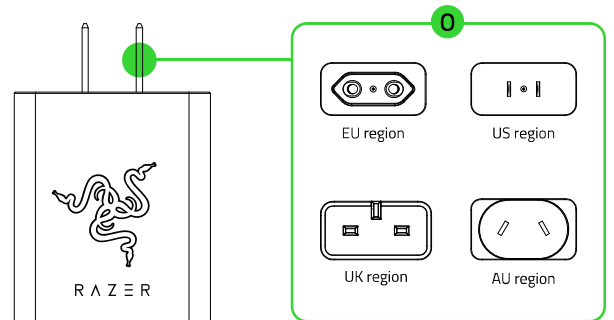 0
EU region
US region
UK region
AU region
RAZER